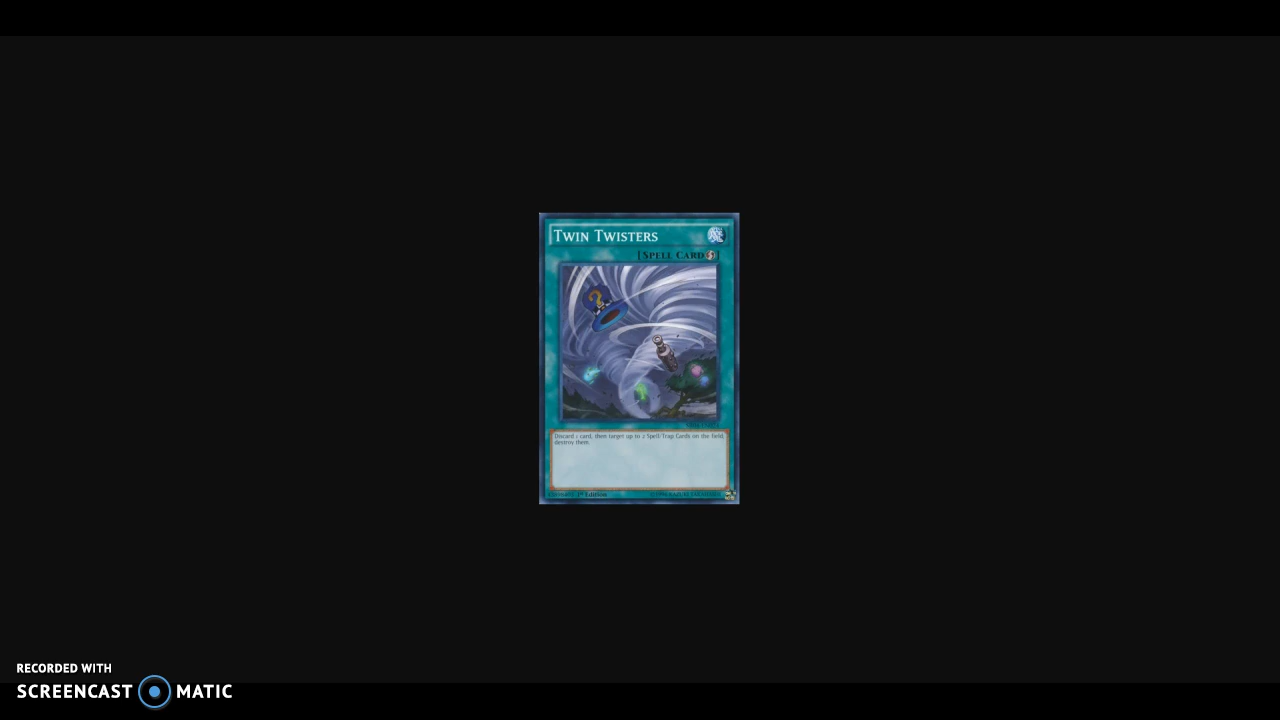 TWIN TWISTERS
[SPELL CARD
Discard 1 card, then target up to 2 Spell/Trap Cards on the field;
destroy them.
1st Edition
RECORDED WITH
SCREENCAST MATIC